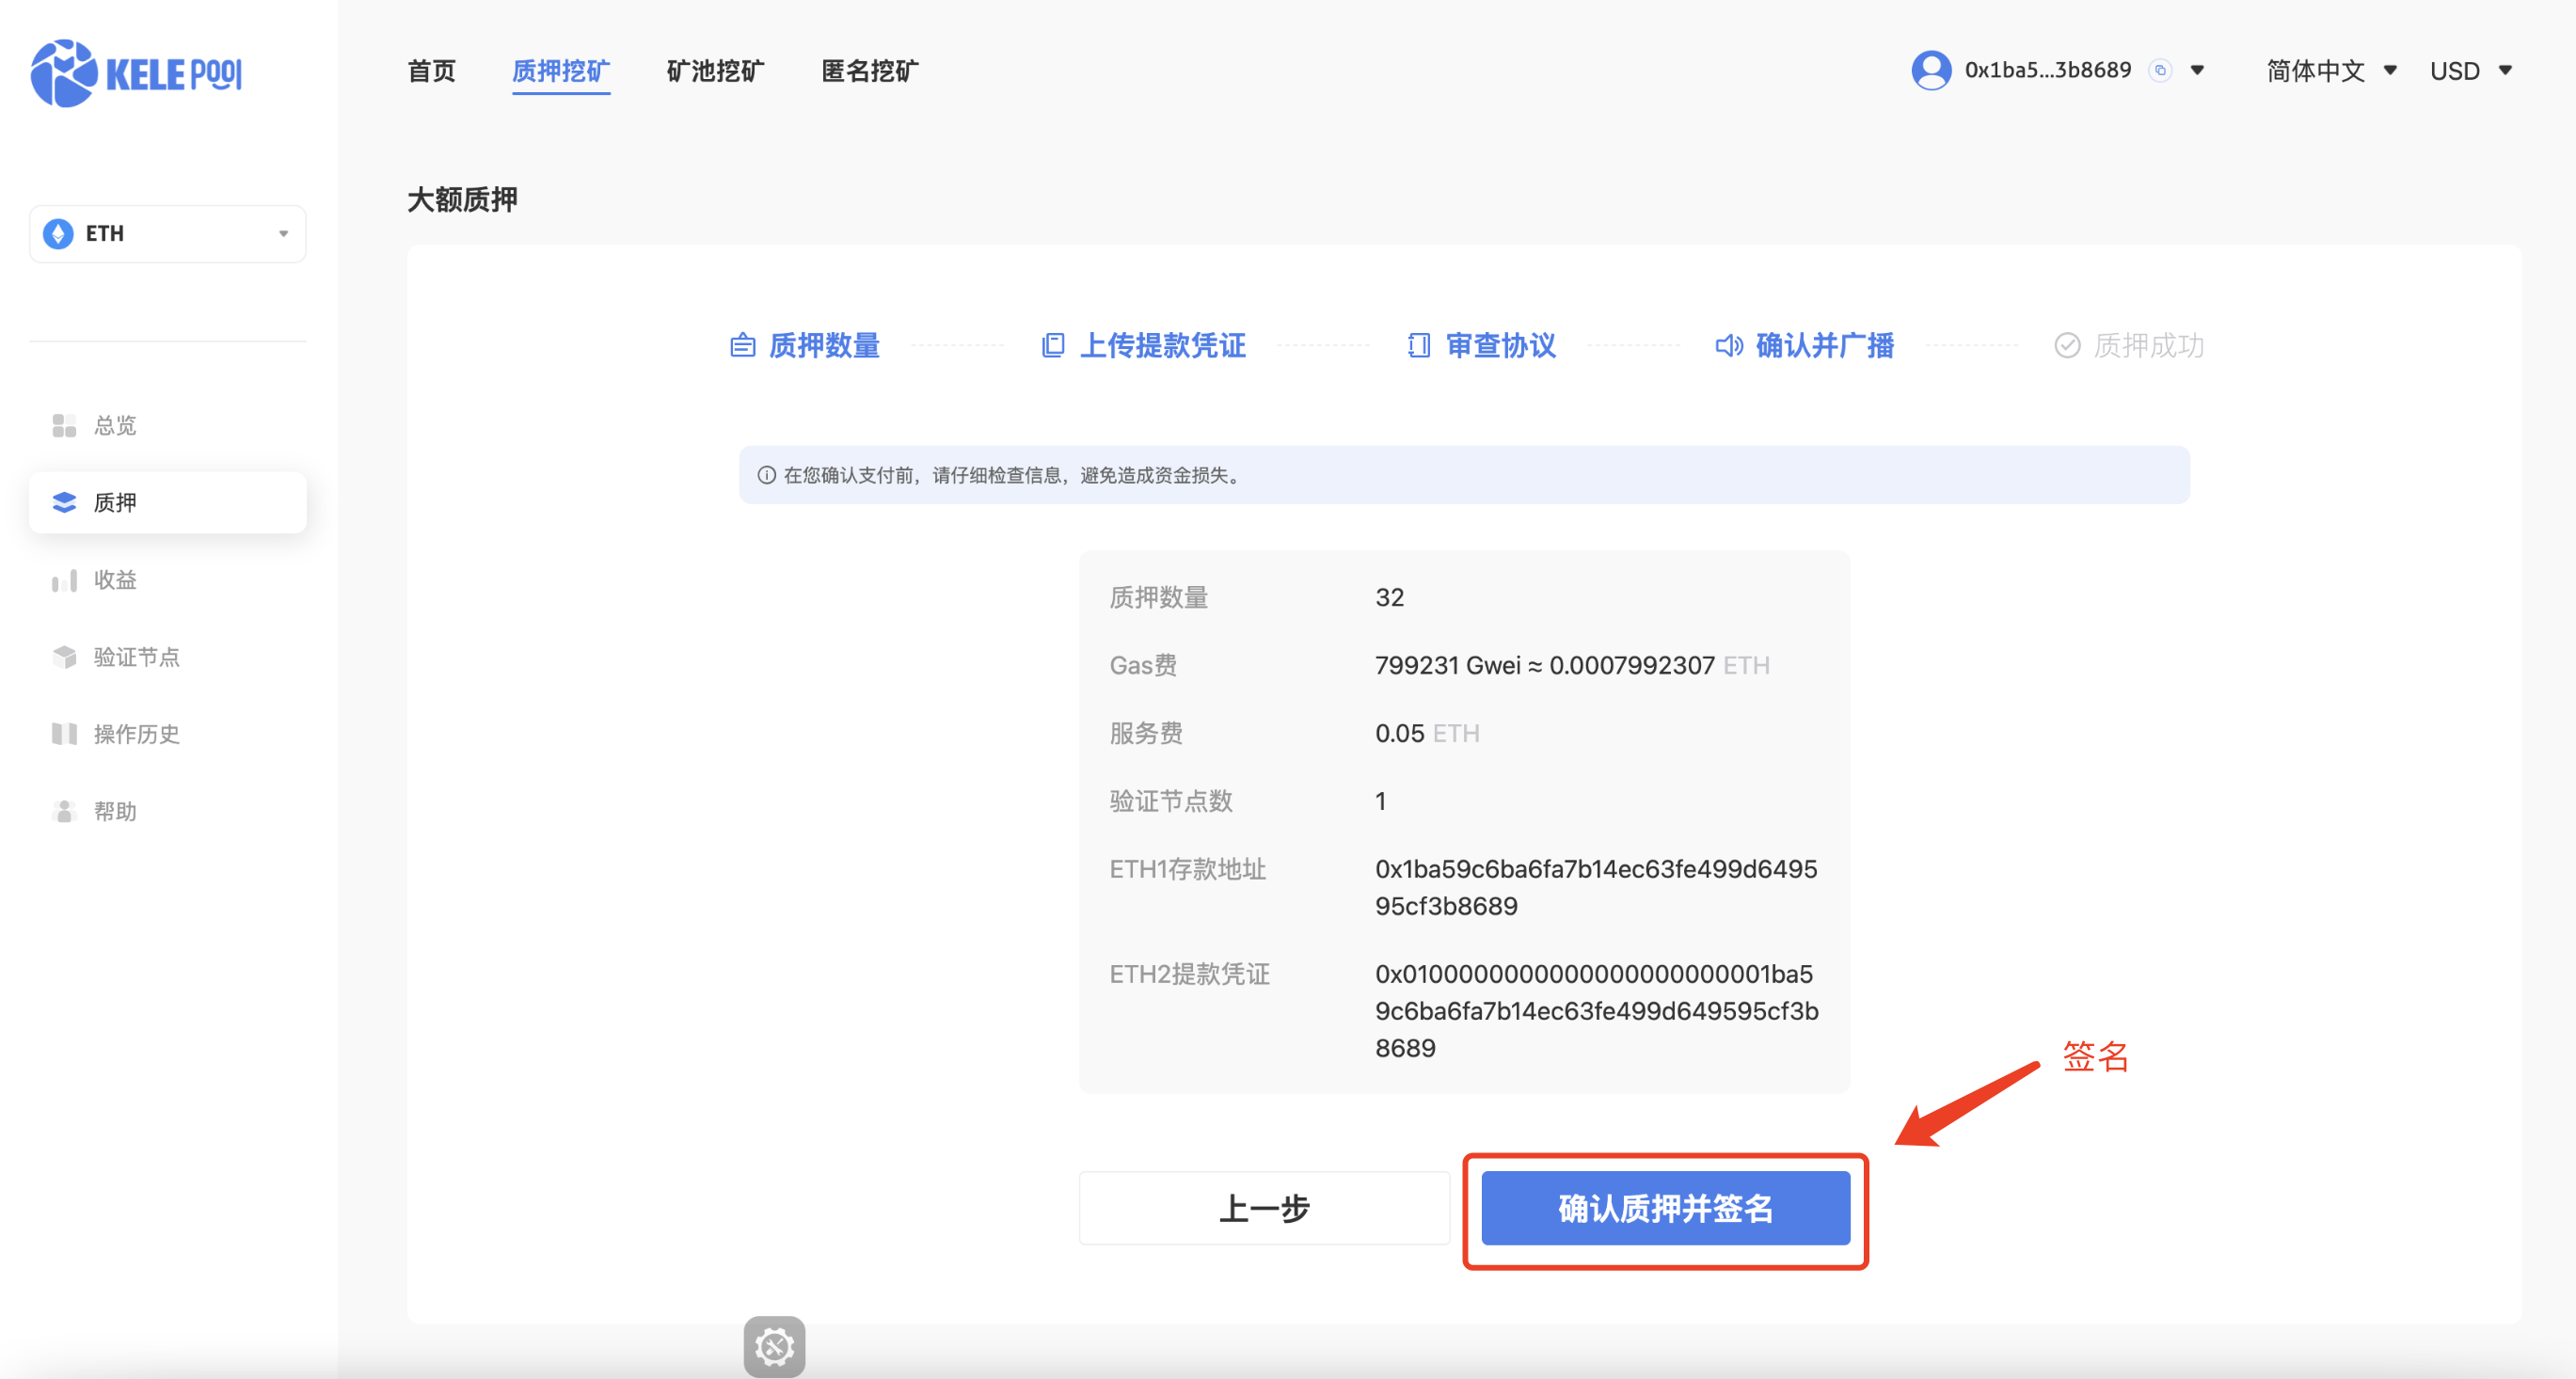 KELE POOL
首页
质押挖矿
矿池挖矿
匿名挖矿
0x1ba5...3b8689
简体中文
USD
ETH
总览
质押
收益
验证节点
操作历史
帮助
大额质押
质押数量
上传提款凭证
审查协议
确认并广播
质押成功
在您确认支付前，请仔细检查信息，避免造成资金损失。
质押数量 32
Gas费 799231 Gwei ≈ 0.0007992307 ETH
服务费 0.05 ETH
验证节点数 1
ETH1存款地址 0x1ba59c6ba6fa7b14ec63fe499d6495
95cf3b8689
ETH2提款凭证 0x0100000000000000000000001ba5
9c6ba6fa7b14ec63fe499d649595cf3b
8689
签名
上一步
确认质押并签名